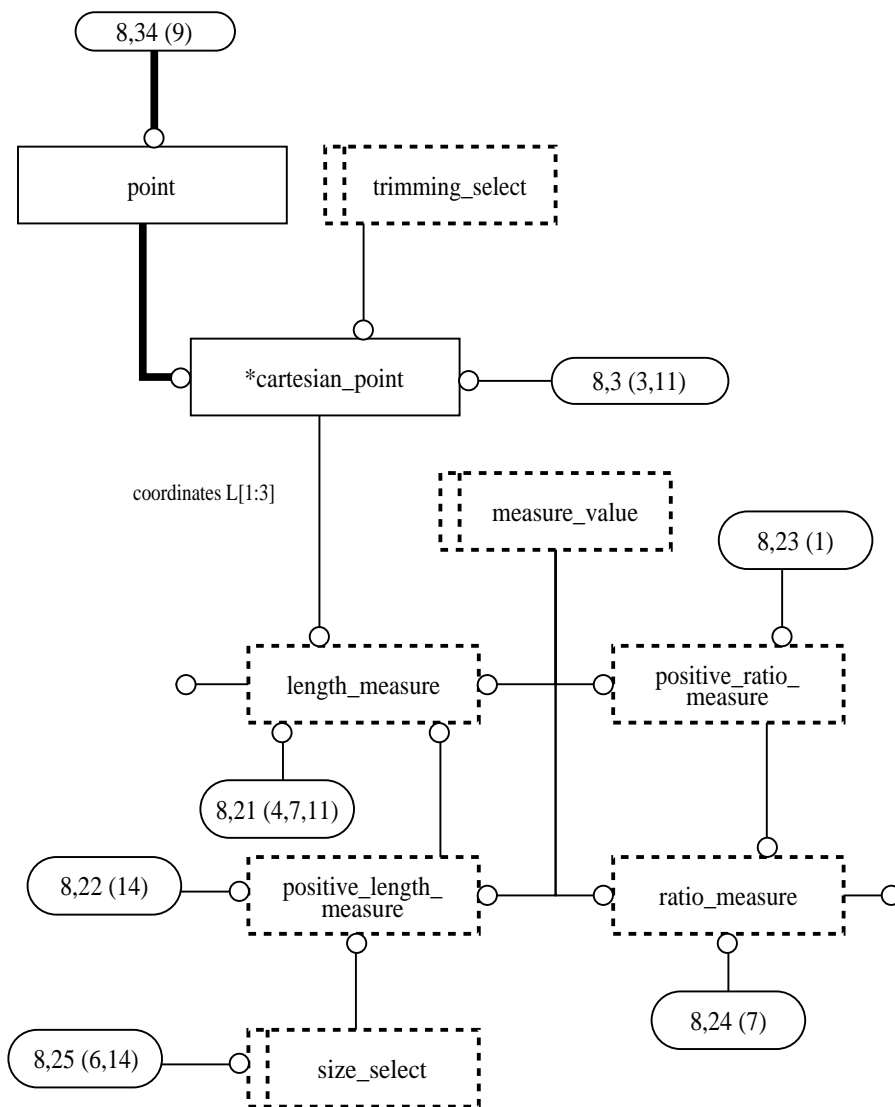 8,34 (9)
point
trimming_select
*cartesian_point
8,3 (3,11)
coordinates L[1:3]
measure_value
8,23 (1)
length_measure
positive_ratio_
measure
8,21 (4,7,11)
8,22 (14)
positive_length_
measure
ratio_measure
8,24 (7)
8,25 (6,14)
size_select